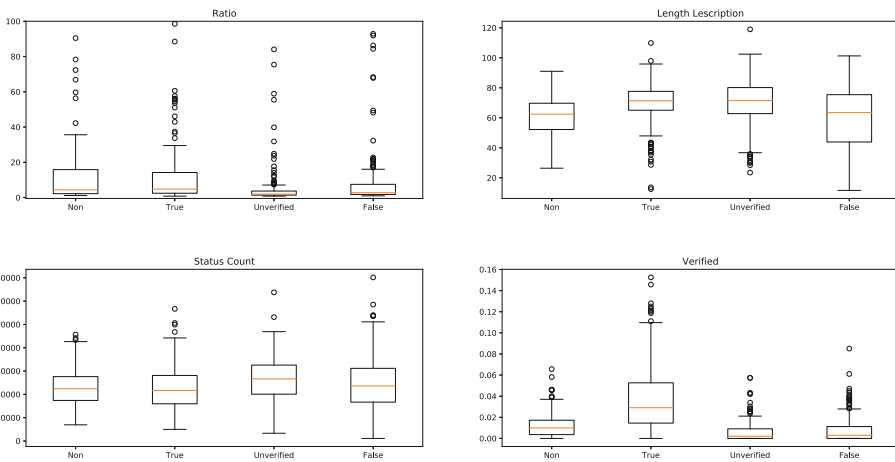 Ratio
100
80
60
40
20
0
Non True Unverified False
Length Lescription
120
100
80
60
40
20
Non True Unverified False
Status Count
0
Non True Unverified False
Verified
0.16
0.14
0.12
0.10
0.08
0.06
0.04
0.02
0.00
Non True Unverified False